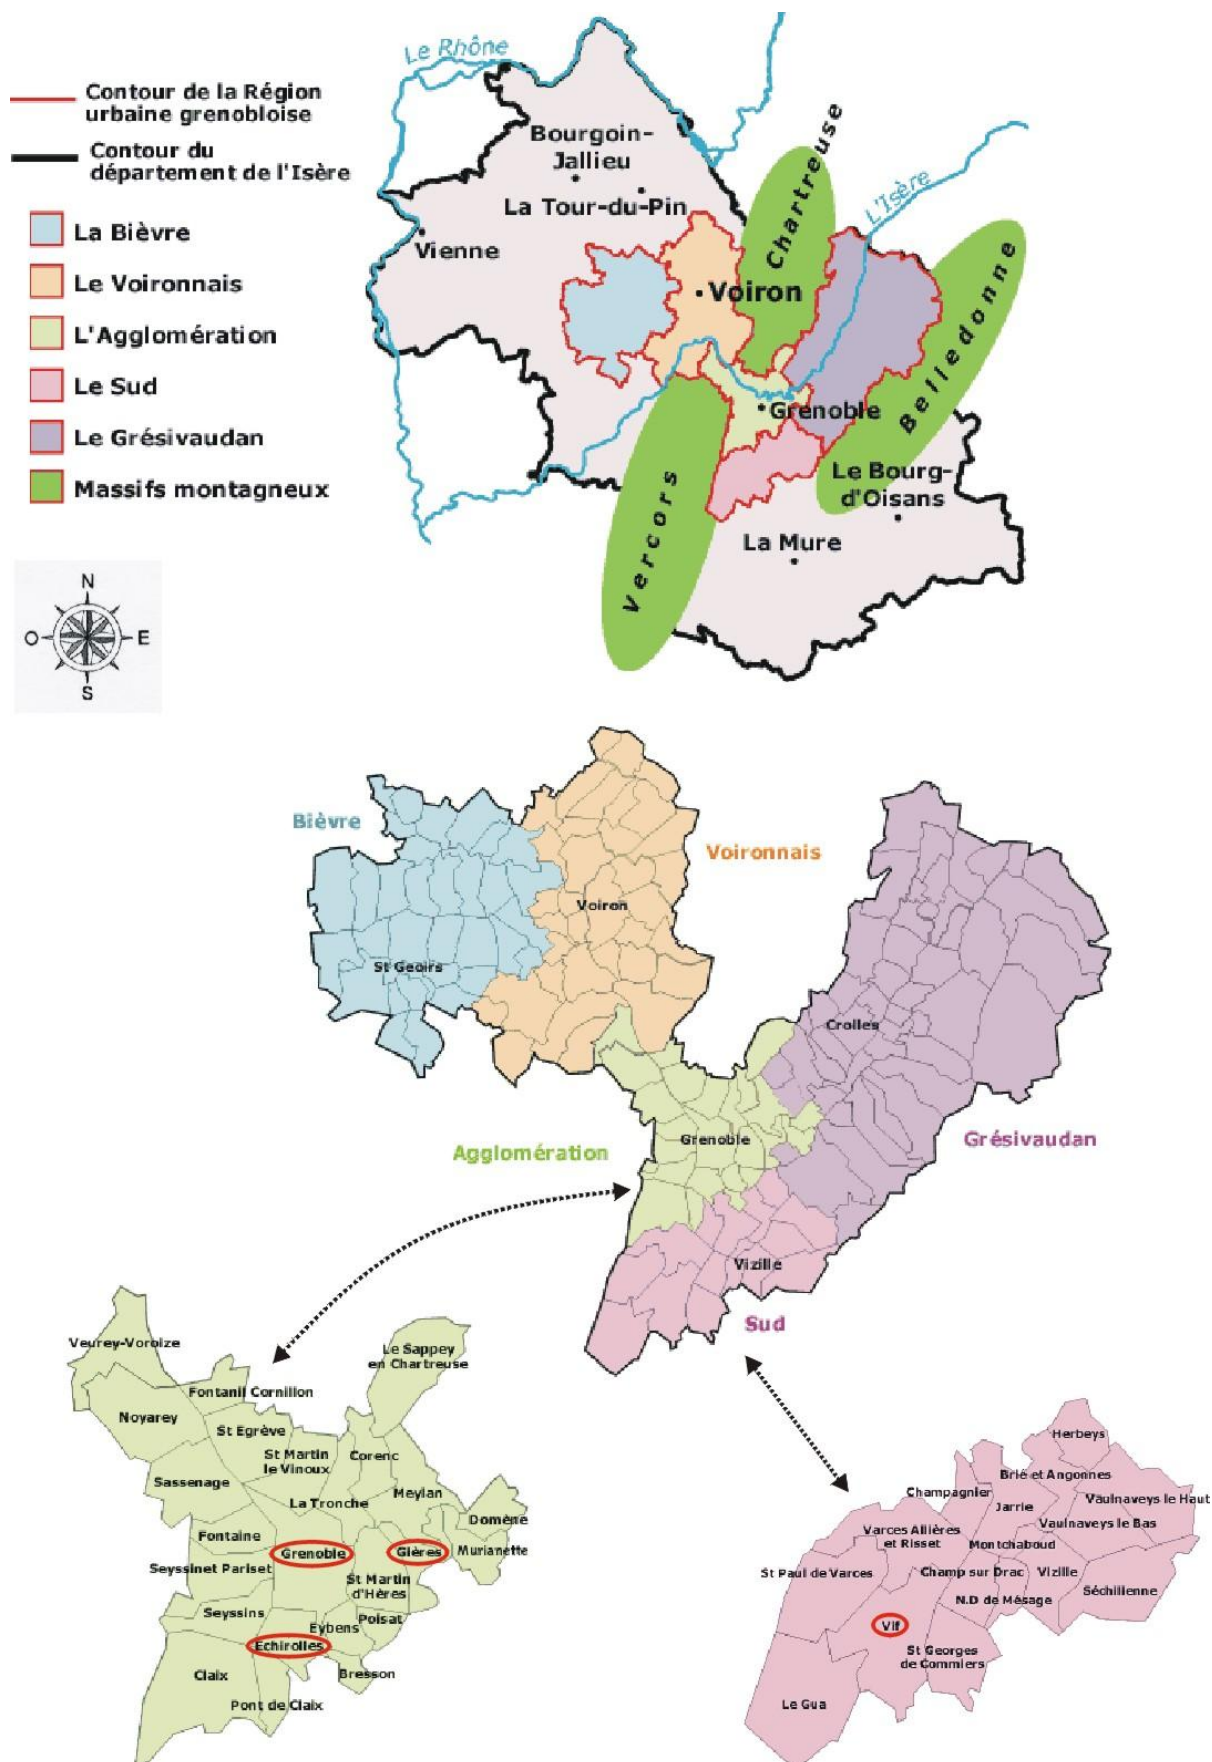 Le Rhône
Contour de la Région
urbaine grenobloise
Contour du
département de l'Isère
La Bièvre
Le Voironnais
L'Agglomération
Le Sud
Le Grésivaudan
Massifs montagneux
Bourgoin-
Jallieu
La Tour-du-Pin
Vienne
Chartreuse
L'Isère
Voiron
Belledonne
Grenoble
Le Bourg-
d'Oisans
Vercors
La Mure
N
O
E
S
Bièvre
Voironnais
Voiron
St Geoirs
Crolles
Grenoble
Agglomération
Grésivaudan
Vizille
Sud
Veurey-Voroize
Le Sappey
en Chartreuse
Fontanil Cornillon
Noyarey
St Egrève
St Martin
le Vinoux
Corenc
Sassenage
Meylan
La Tronche
Domène
Fontaine
Grenoble
Gières
Murianette
Seyssinet Pariset
St Martin
d'Hères
Seyssins
Poisat
Eybens
Echirolles
Claix
Bresson
Pont de Claix
Herbeys
Brié et Angonnes
Champagnier
Jarrie
Vaulnaveys le Haut
Vaulnaveys le Bas
Varces Allières
et Risset
Montchaboud
St Paul de Varces
Champ sur Drac
Vizille
Séchilienne
N.D de Mésage
Vif
St Georges
de Commiers
Le Gua